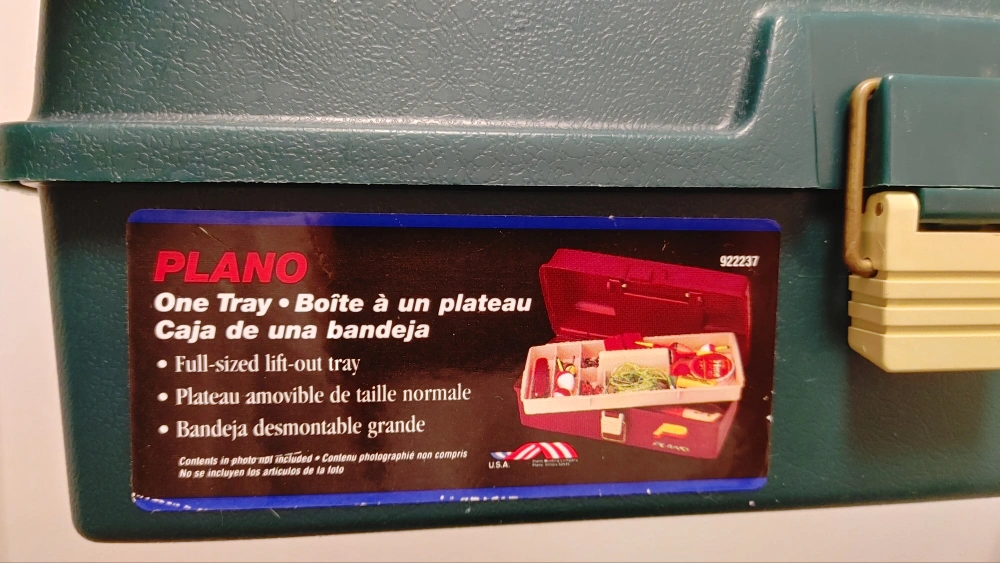 PLANO
922237
One Tray • Boîte à un plateau
Caja de una bandeja
• Full-sized lift-out tray
• Plateau amovible de taille normale
• Bandeja desmontable grande
PLANO
Contents in photo not included • Contenu photographié non compris
No se incluyen los articulos de la foto
U.S.A.